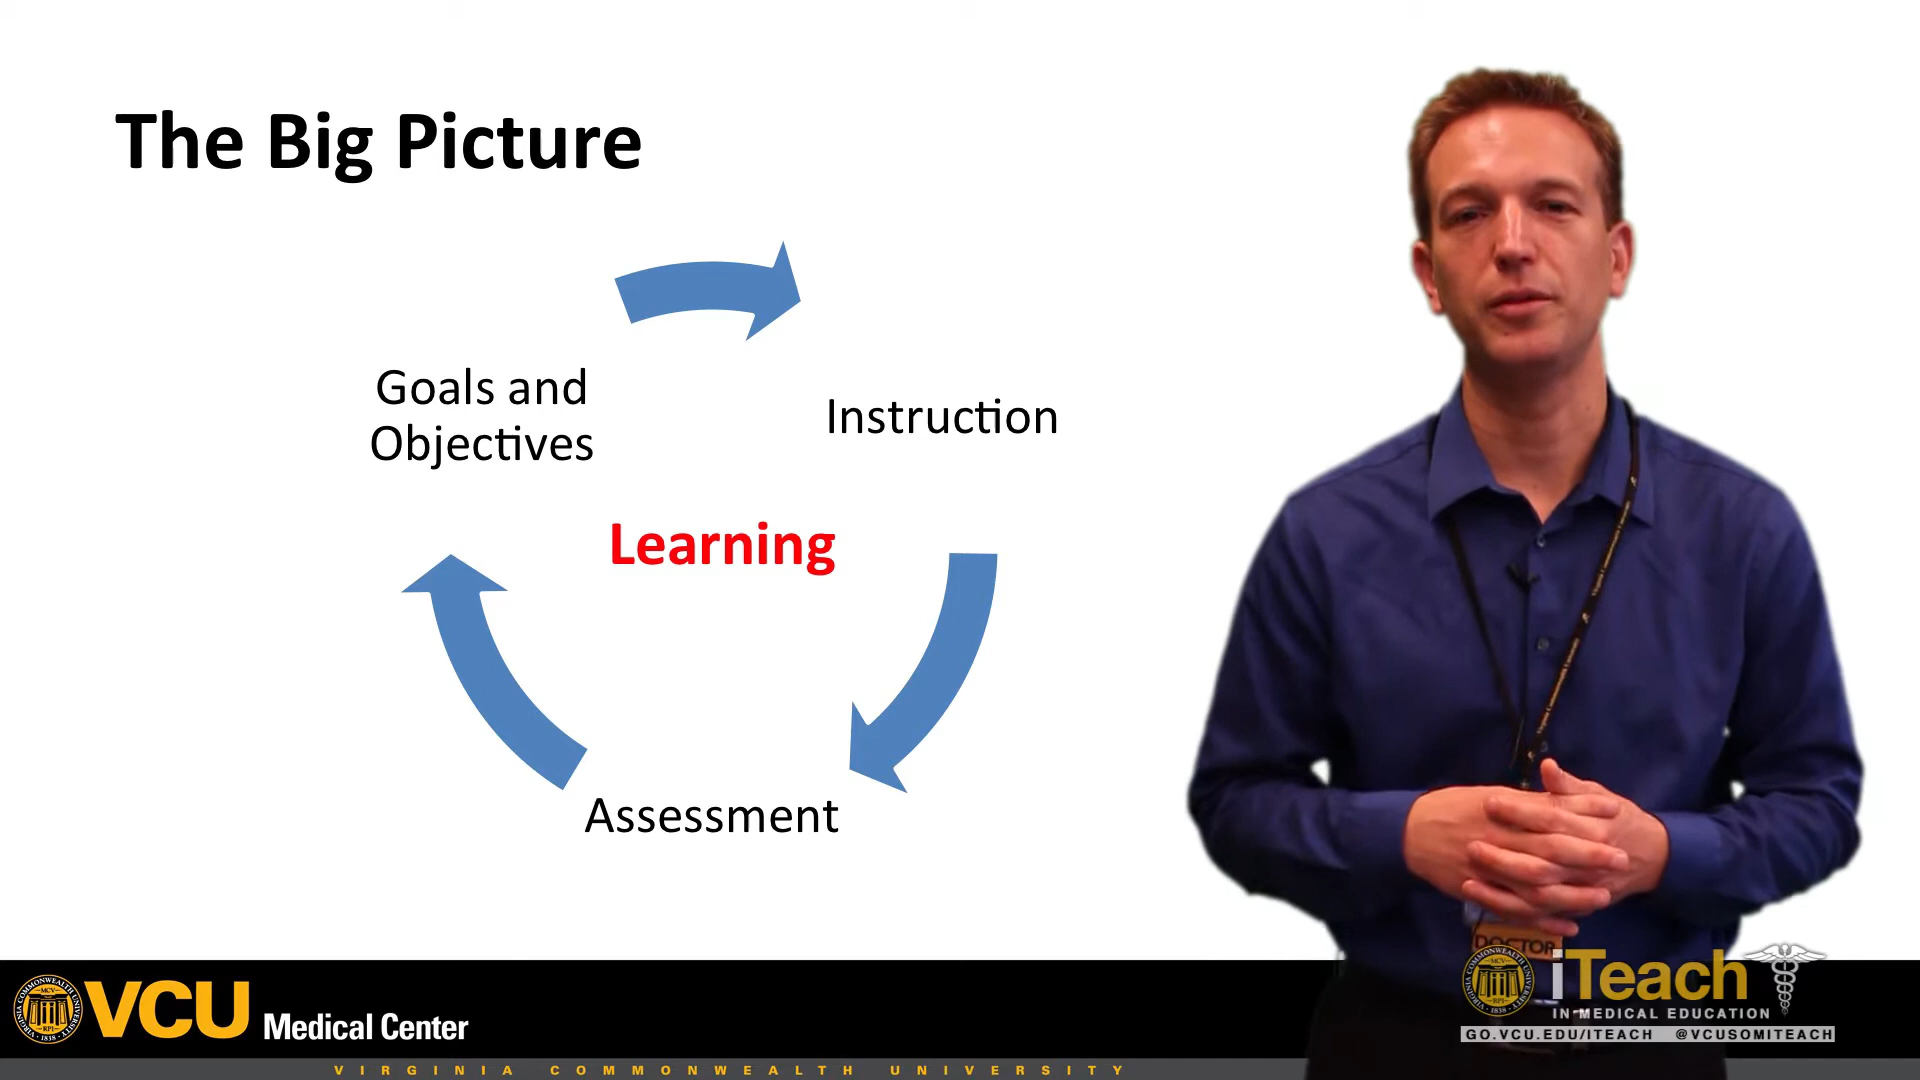 The Big Picture
Goals and
Objectives
Instruction
Learning
Assessment
DOCTOR
VCU Medical Center
iTeach
IN MEDICAL EDUCATION
GO.VCU.EDU/ITEACH @VCUSOMITEACH
VIRGINIA COMMONWEALTH UNIVERSITY